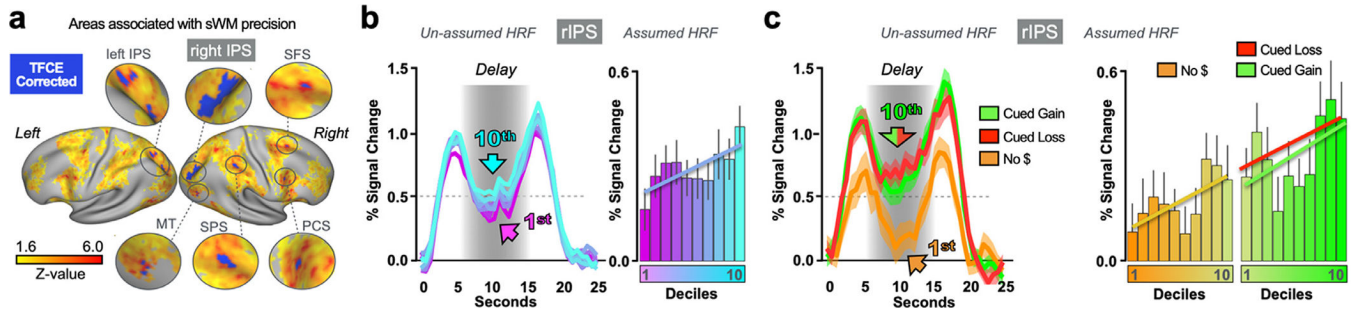 a
Areas associated with sWM precision
left IPS
right IPS
SFS
TFCE
Corrected
Left
Right
MT
SPS
PCS
1.6
6.0
Z-value
b
Un-assumed HRF
rIPS
Assumed HRF
Delay
% Signal Change
1.5
1.0
0.5
0.0
10th
1st
0
5
10
15
20
25
Seconds
% Signal Change
0.6
0.0
1
10
Deciles
c
Un-assumed HRF
rIPS
Assumed HRF
Delay
% Signal Change
1.5
1.0
0.5
0.0
10th
1st
0
5
10
15
20
25
Seconds
Cued Gain
Cued Loss
No $
% Signal Change
0.6
0.0
No $
Cued Loss
Cued Gain
1
10
Deciles
1
10
Deciles